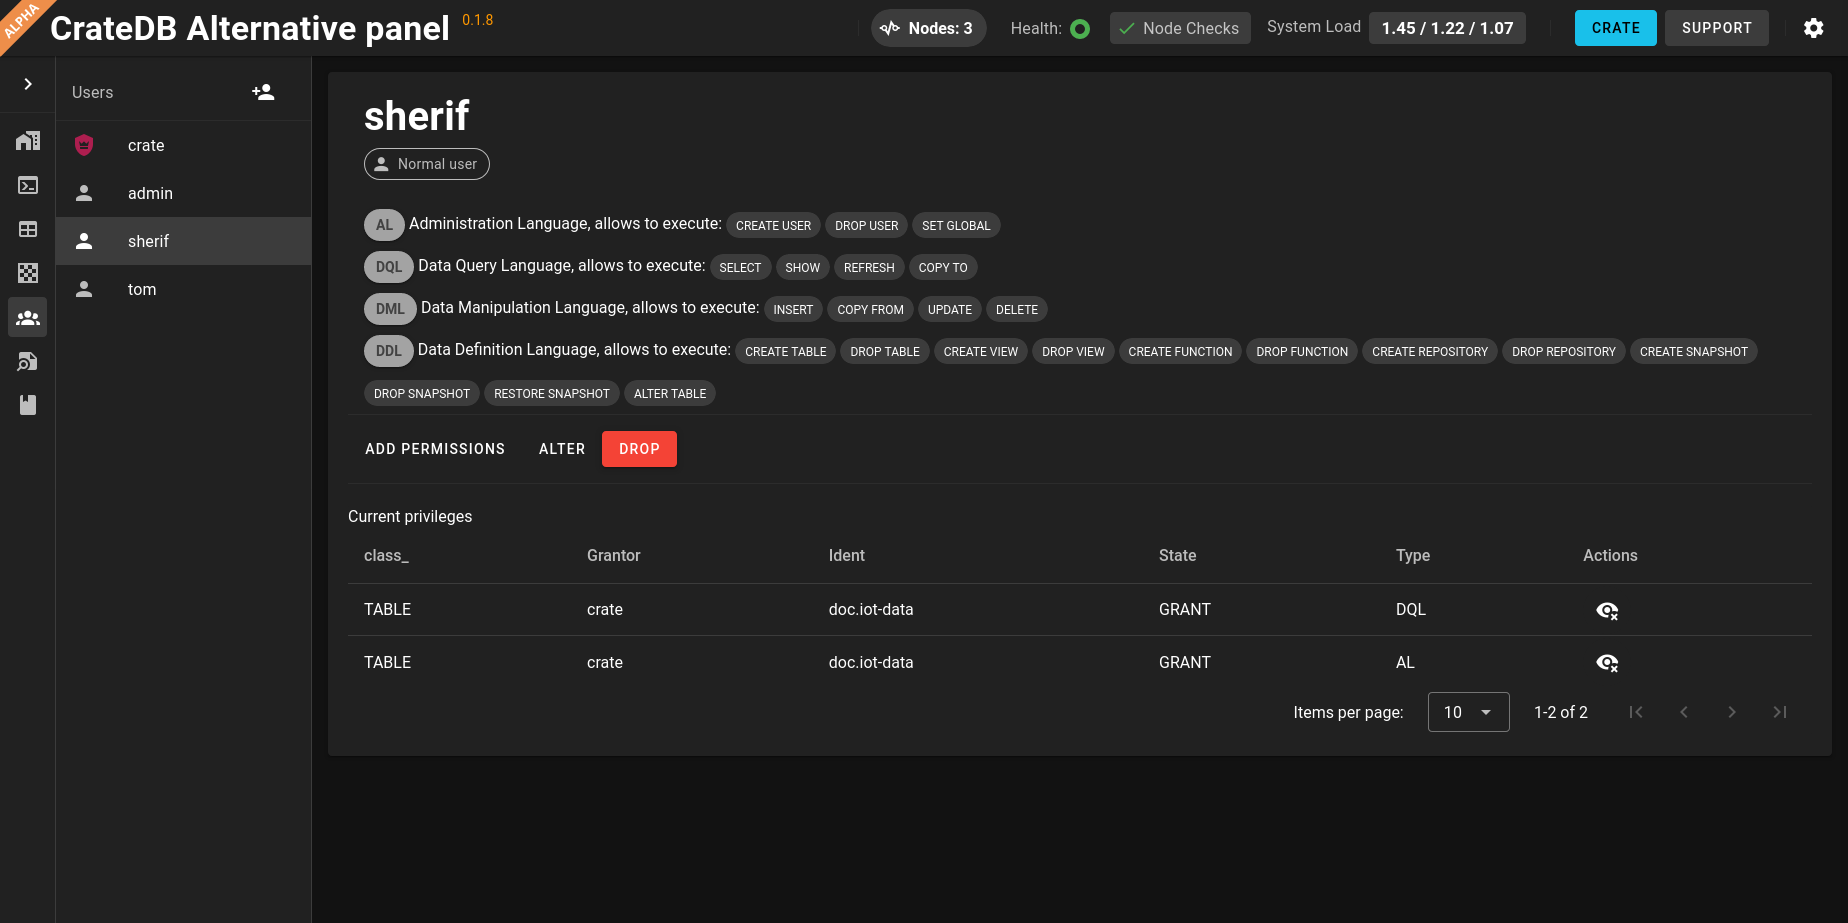 ALPHA
CrateDB Alternative panel 0.1.8
Nodes: 3
Health:
Node Checks
System Load 1.45 / 1.22 / 1.07
CRATE
SUPPORT
Users
crate
admin
sherif
tom
sherif
Normal user
AL Administration Language, allows to execute: CREATE USER DROP USER SET GLOBAL
DQL Data Query Language, allows to execute: SELECT SHOW REFRESH COPY TO
DML Data Manipulation Language, allows to execute: INSERT COPY FROM UPDATE DELETE
DDL Data Definition Language, allows to execute: CREATE TABLE DROP TABLE CREATE VIEW DROP VIEW CREATE FUNCTION DROP FUNCTION CREATE REPOSITORY DROP REPOSITORY CREATE SNAPSHOT
DROP SNAPSHOT RESTORE SNAPSHOT ALTER TABLE
ADD PERMISSIONS ALTER DROP
Current privileges
class_ Grantor Ident State Type Actions
TABLE crate doc.iot-data GRANT DQL
TABLE crate doc.iot-data GRANT AL
Items per page: 10 1-2 of 2